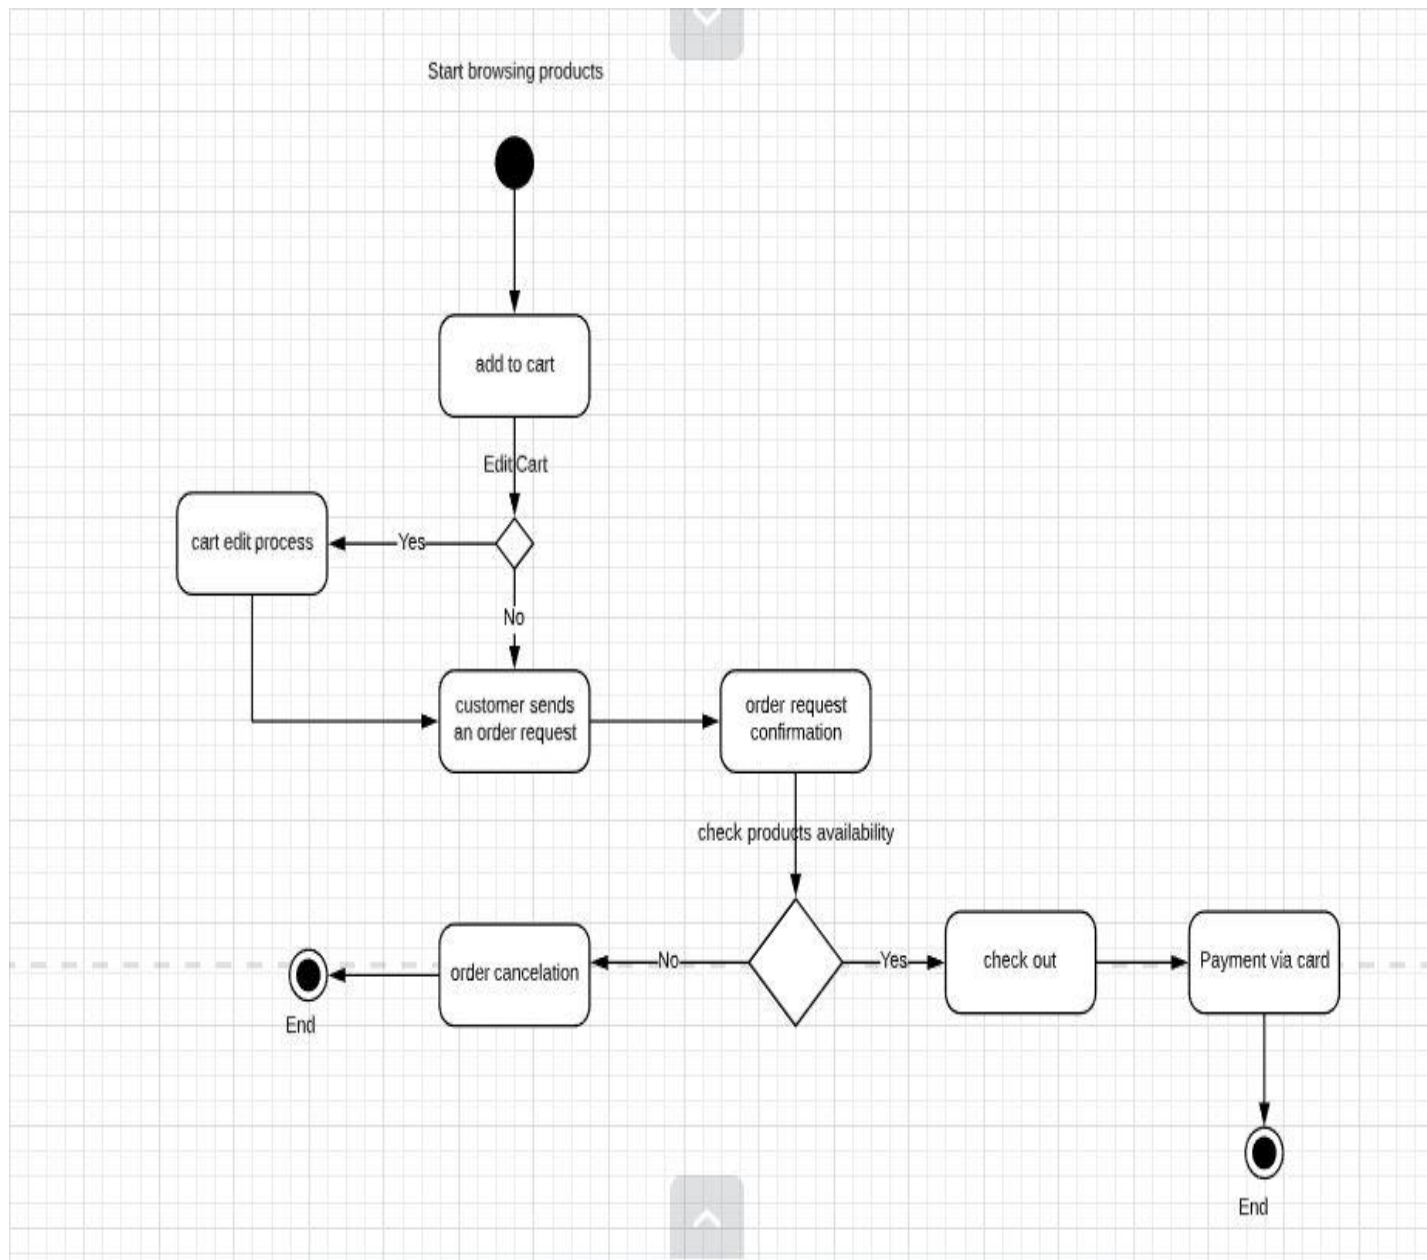 Start browsing products
add to cart
Edit Cart
cart edit process
Yes
No
customer sends
an order request
order request
confirmation
check products availability
End
order cancelation
No
Yes
check out
Payment via card
End